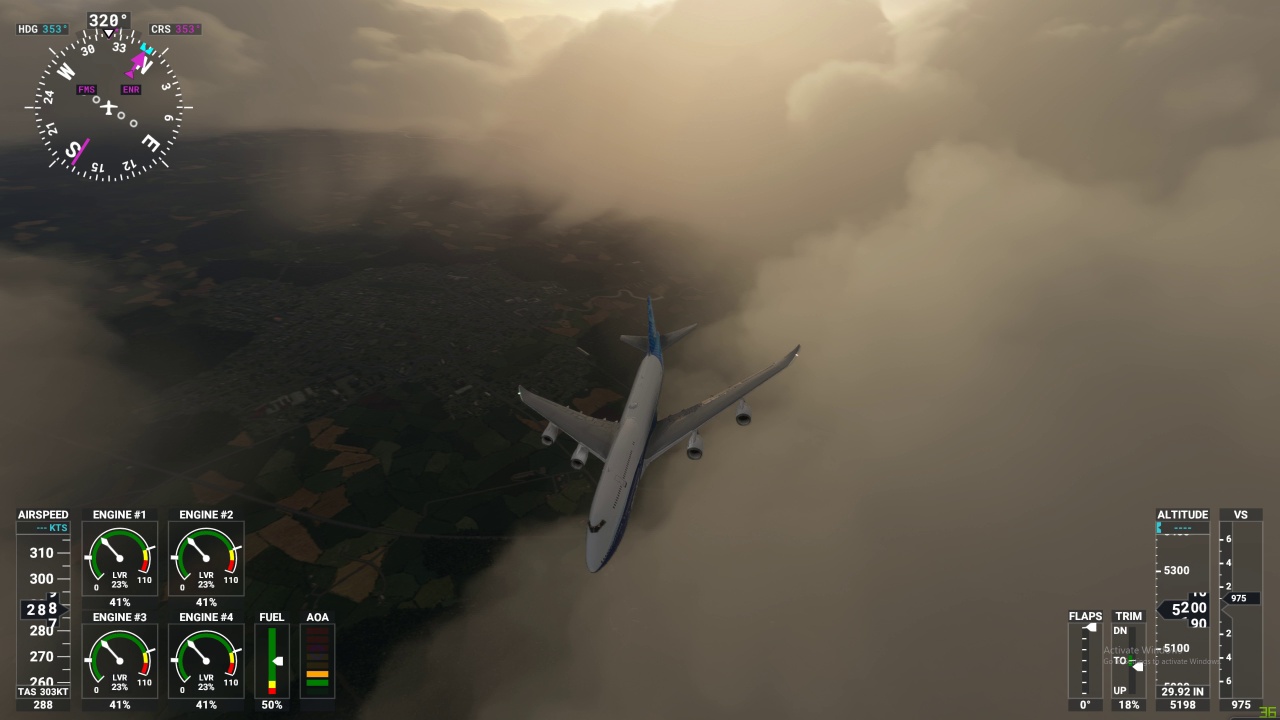 HDG 353°
320°
CRS 353°
30
33
N
3
6
E
12
15
S
21
24
W
FMS
ENR
AIRSPEED
--- KTS
310
300
288
7
280
270
260
TAS 303KT
288
ENGINE #1
LVR
23%
0
110
41%
ENGINE #2
LVR
23%
0
110
41%
ENGINE #3
LVR
23%
0
110
41%
ENGINE #4
LVR
23%
0
110
41%
FUEL
50%
AOA
FLAPS
0°
TRIM
DN
TO
UP
18%
ALTITUDE
----
5300
5200
90
5100
29.92 IN
5198
VS
6
4
2
975
2
4
6
975
Activate Windows
36